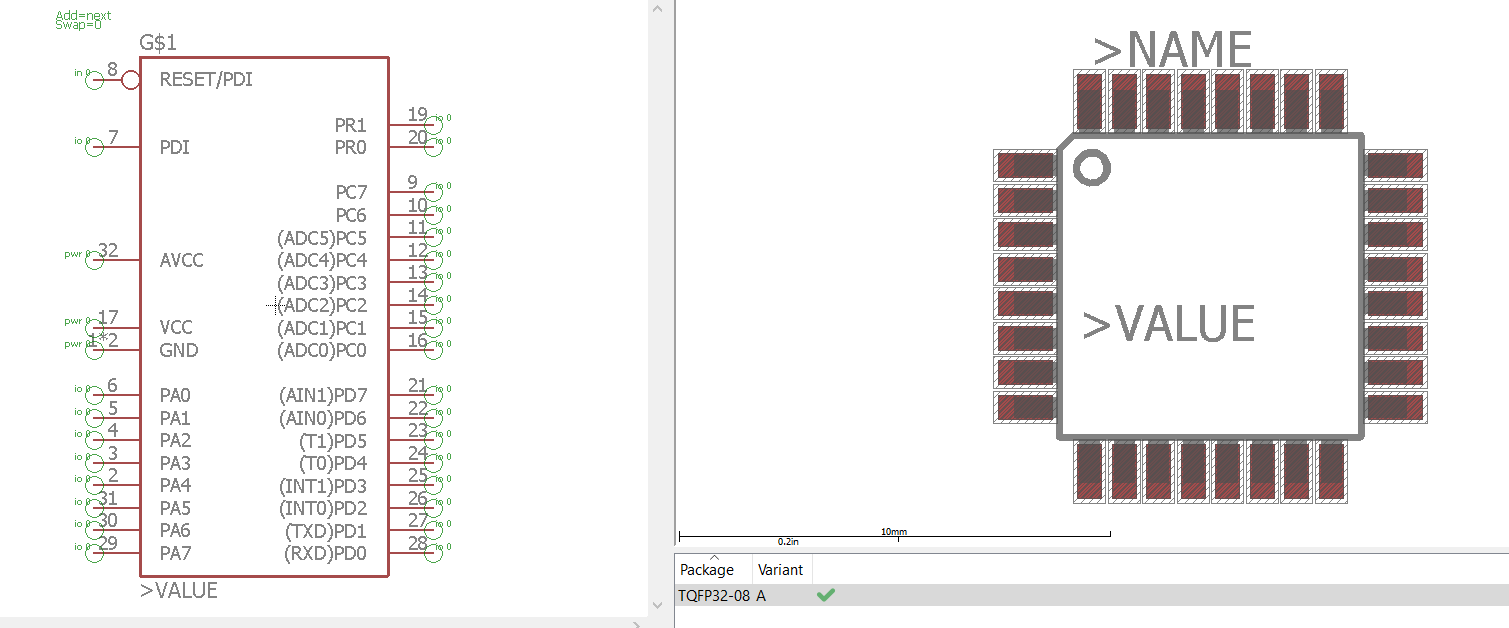 Add=next
Swap=0
G$1
in 0 8 RESET/PDI
io 0 7 PDI
PR1 19 io 0
PR0 20 io 0
PC7 9 io 0
PC6 10 io 0
(ADC5)PC5 11 io 0
pwr 0 32 AVCC (ADC4)PC4 12 io 0
(ADC3)PC3 13 io 0
(ADC2)PC2 14 io 0
pwr 0 17 VCC (ADC1)PC1 15 io 0
pwr 0 1*2 GND (ADC0)PC0 16 io 0
io 0 6 PA0 (AIN1)PD7 21 io 0
io 0 5 PA1 (AIN0)PD6 22 io 0
io 0 4 PA2 (T1)PD5 23 io 0
io 0 3 PA3 (T0)PD4 24 io 0
io 0 2 PA4 (INT1)PD3 25 io 0
io 0 31 PA5 (INT0)PD2 26 io 0
io 0 30 PA6 (TXD)PD1 27 io 0
io 0 29 PA7 (RXD)PD0 28 io 0
>VALUE
>NAME
>VALUE
10mm
0.2in
Package Variant
TQFP32-08 A